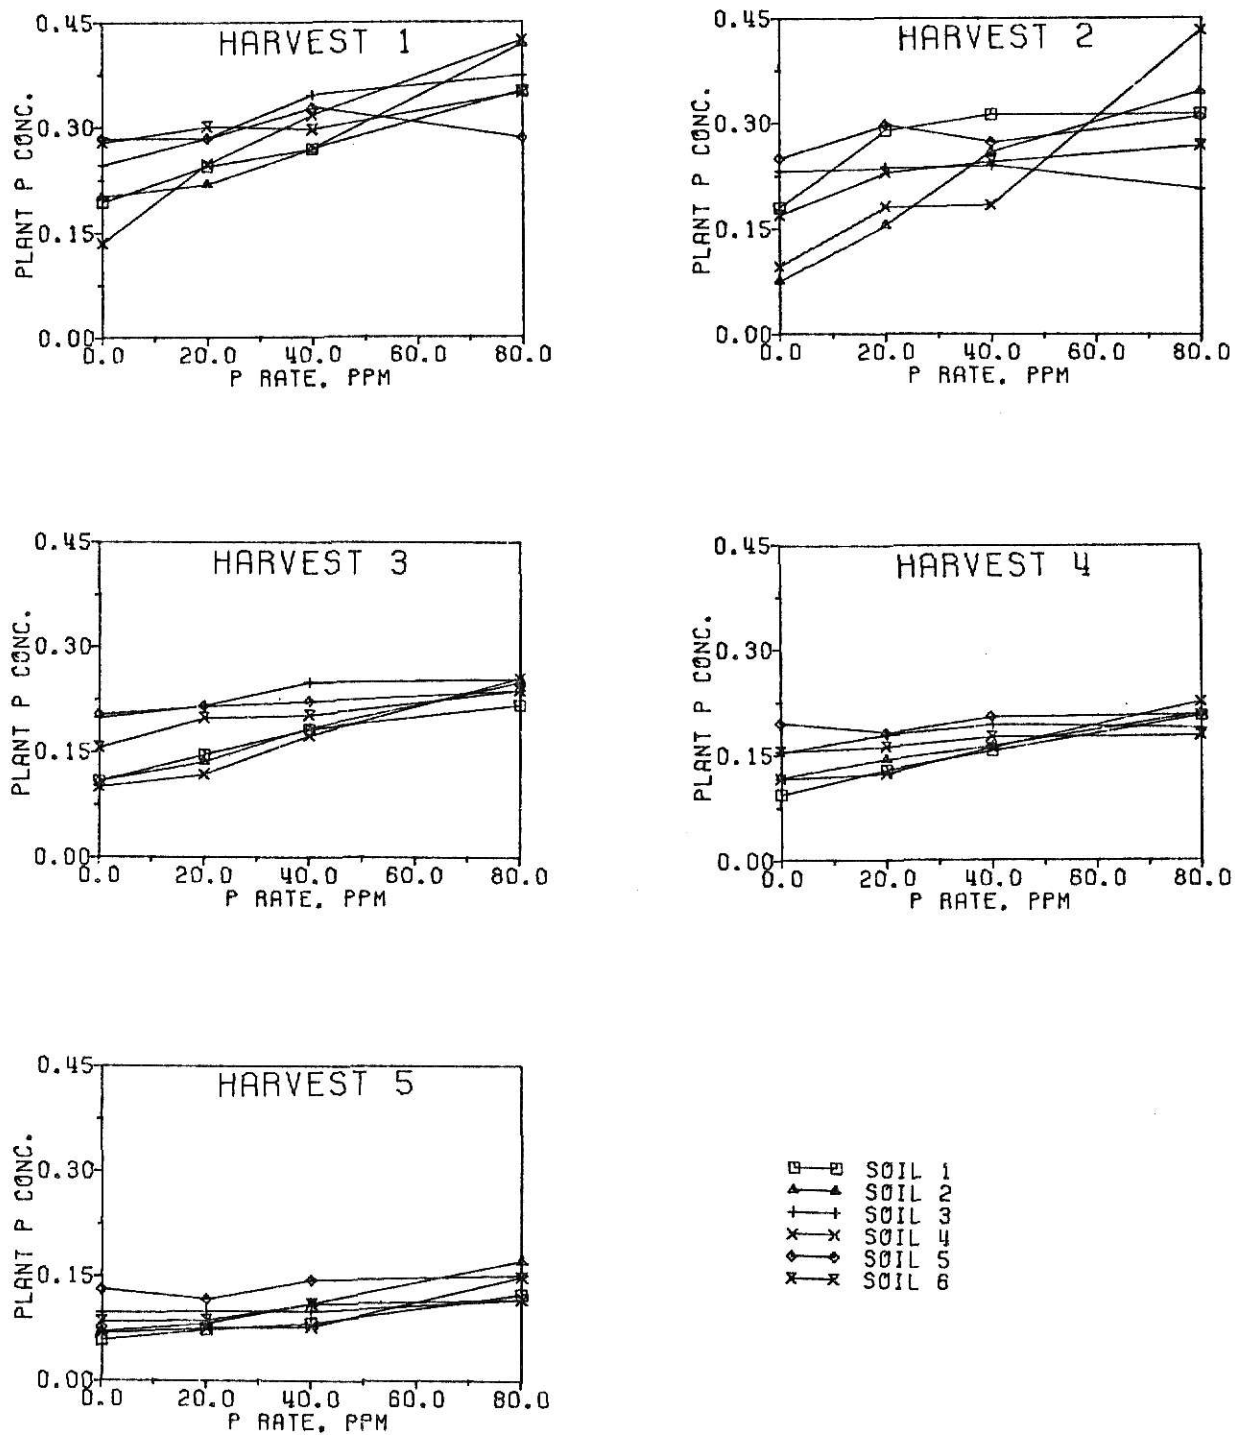 HARVEST 1
PLANT P CONC.
0.45
0.30
0.15
0.00
0.0 20.0 40.0 60.0 80.0
P RATE. PPM
HARVEST 2
PLANT P CONC.
0.45
0.30
0.15
0.00
0.0 20.0 40.0 60.0 80.0
P RATE. PPM
HARVEST 3
PLANT P CONC.
0.45
0.30
0.15
0.00
0.0 20.0 40.0 60.0 80.0
P RATE. PPM
HARVEST 4
PLANT P CONC.
0.45
0.30
0.15
0.00
0.0 20.0 40.0 60.0 80.0
P RATE. PPM
HARVEST 5
PLANT P CONC.
0.45
0.30
0.15
0.00
0.0 20.0 40.0 60.0 80.0
P RATE. PPM
SOIL 1
SOIL 2
SOIL 3
SOIL 4
SOIL 5
SOIL 6